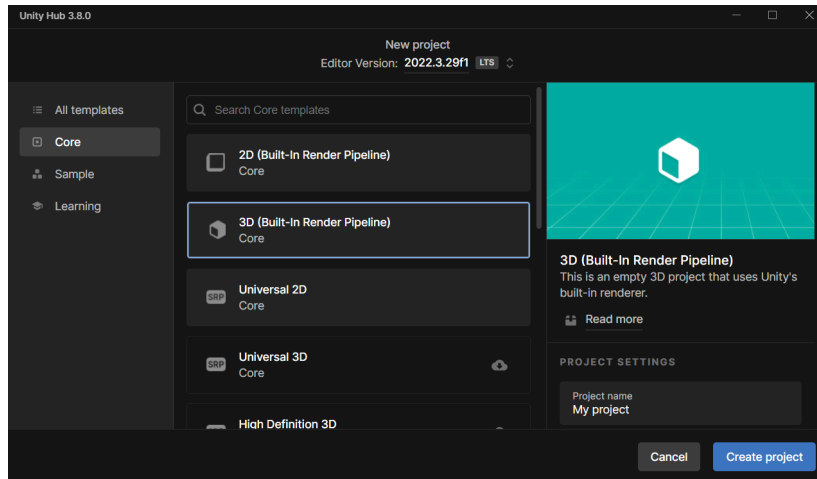 Unity Hub 3.8.0
New project
Editor Version: 2022.3.29f1 LTS
All templates
Core
Sample
Learning
Search Core templates
2D (Built-In Render Pipeline)
Core
3D (Built-In Render Pipeline)
Core
SRP
Universal 2D
Core
SRP
Universal 3D
Core
High Definition 3D
3D (Built-In Render Pipeline)
This is an empty 3D project that uses Unity's
built-in renderer.
Read more
PROJECT SETTINGS
Project name
My project
Cancel
Create project